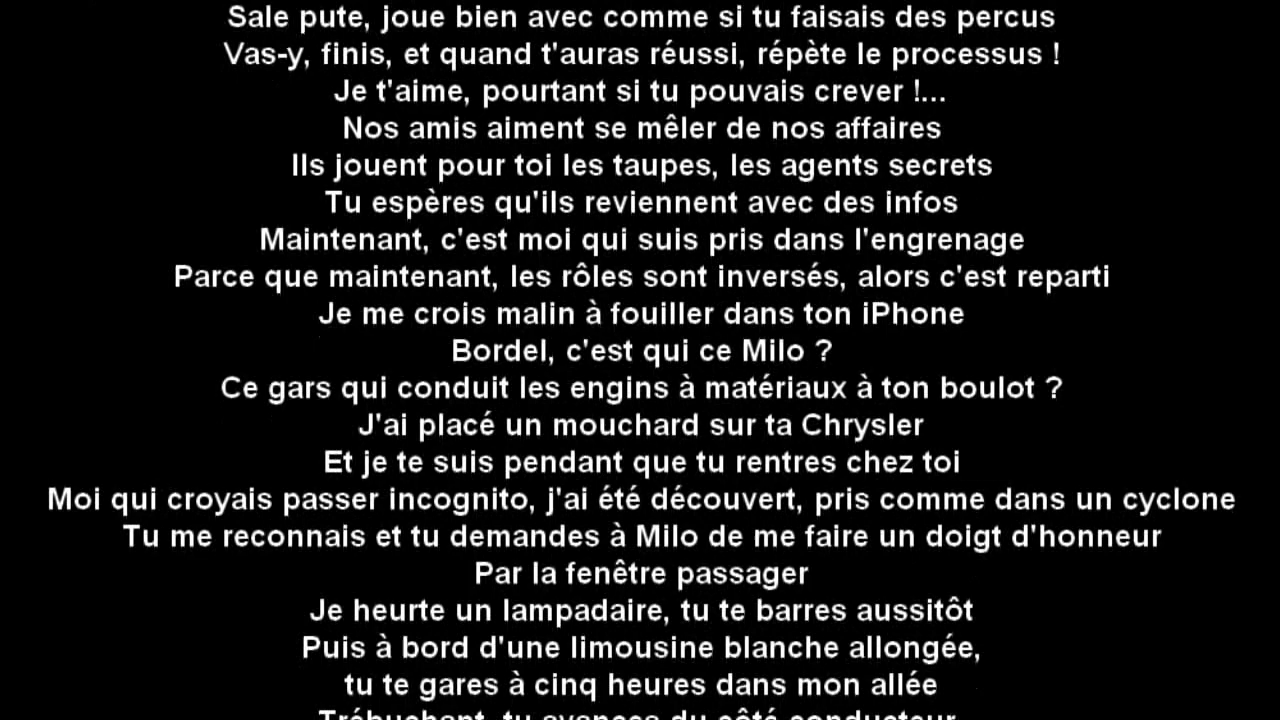 Sale pute, joue bien avec comme si tu faisais des percus
Vas-y, finis, et quand t'auras réussi, répète le processus !
Je t'aime, pourtant si tu pouvais crever !...
Nos amis aiment se mêler de nos affaires
Ils jouent pour toi les taupes, les agents secrets
Tu espères qu'ils reviennent avec des infos
Maintenant, c'est moi qui suis pris dans l'engrenage
Parce que maintenant, les rôles sont inversés, alors c'est reparti
Je me crois malin à fouiller dans ton iPhone
Bordel, c'est qui ce Milo ?
Ce gars qui conduit les engins à matériaux à ton boulot ?
J'ai placé un mouchard sur ta Chrysler
Et je te suis pendant que tu rentres chez toi
Moi qui croyais passer incognito, j'ai été découvert, pris comme dans un cyclone
Tu me reconnais et tu demandes à Milo de me faire un doigt d'honneur
Par la fenêtre passager
Je heurte un lampadaire, tu te barres aussitôt
Puis à bord d'une limousine blanche allongée,
tu te gares à cinq heures dans mon allée
Trébuchant, tu avances du côté conducteur